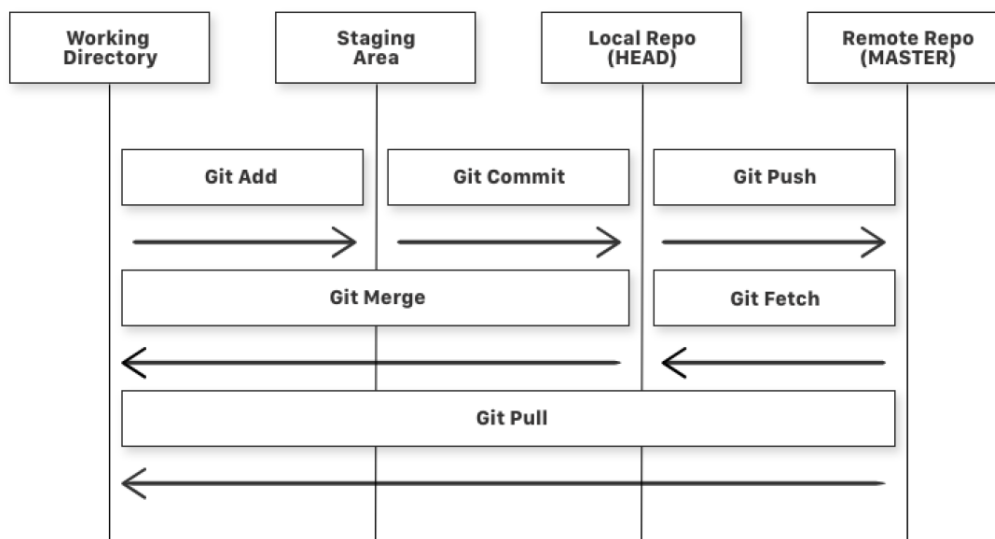 Working
Directory
Staging
Area
Local Repo
(HEAD)
Remote Repo
(MASTER)
Git Add
Git Commit
Git Push
Git Merge
Git Fetch
Git Pull